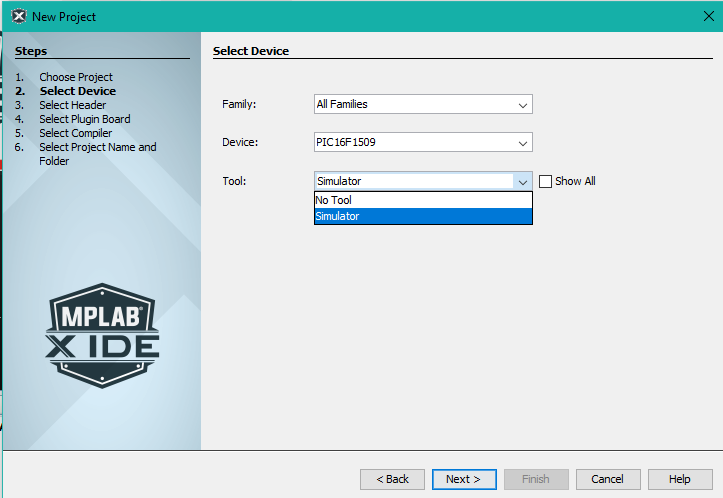 New Project
Steps
1. Choose Project
2. Select Device
3. Select Header
4. Select Plugin Board
5. Select Compiler
6. Select Project Name and
Folder
MPLAB®
X IDE
Select Device
Family: All Families
Device: PIC16F1509
Tool: Simulator Show All
No Tool
Simulator
< Back Next > Finish Cancel Help